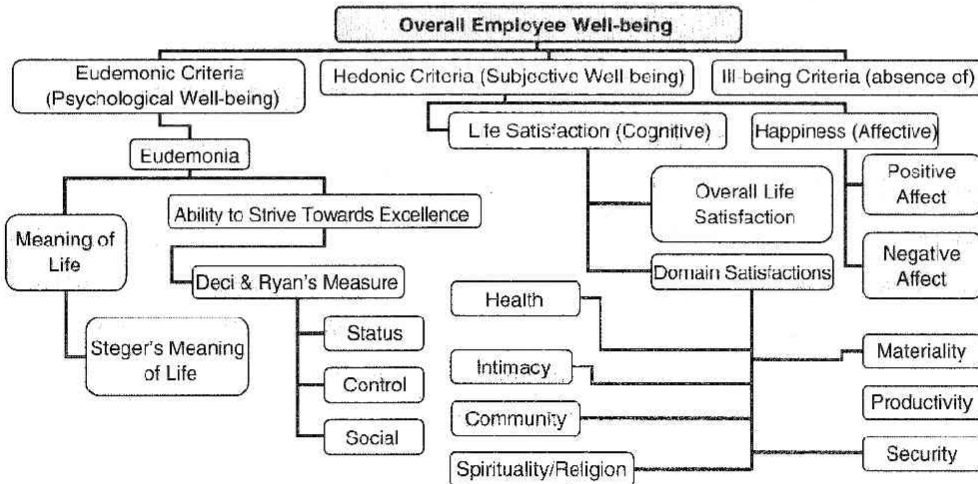 Overall Employee Well-being
Eudemonic Criteria
(Psychological Well-being)
Hedonic Criteria (Subjective Well being)
Ill-being Criteria (absence of)
Eudemonia
Life Satisfaction (Cognitive)
Happiness (Affective)
Meaning of
Life
Ability to Strive Towards Excellence
Steger's Meaning
of Life
Deci & Ryan's Measure
Status
Control
Social
Overall Life
Satisfaction
Domain Satisfactions
Positive
Affect
Negative
Affect
Health
Intimacy
Community
Spirituality/Religion
Materiality
Productivity
Security